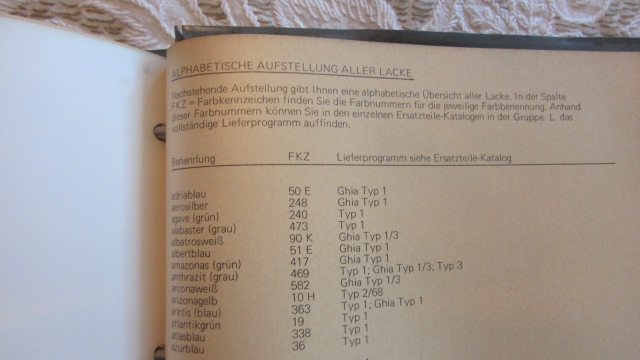 ALPHABETISCHE AUFSTELLUNG ALLER LACKE
Nachstehende Aufstellung gibt Ihnen eine alphabetische Übersicht aller Lacke. In der Spalte
FKZ = Farbkennzeichen finden Sie die Farbnummern für die jeweilige Farbbenennung. Anhand
dieser Farbnummern können Sie in den einzelnen Ersatzteile-Katalogen in der Gruppe. L das
vollständige Lieferprogramm auffinden.
Benennung FKZ Lieferprogramm siehe Ersatzteile-Katalog
adriablau 50 E Ghia Typ 1
aerosilber 248 Ghia Typ 1
agave (grün) 240 Typ 1
alabaster (grau) 473 Typ 1
albatrosweiß 90 K Ghia Typ 1/3
albertblau 51 E Ghia Typ 1
amazonas (grün) 417 Ghia Typ 1
anthrazit (grau) 469 Typ 1; Ghia Typ 1/3; Typ 3
arconaweiß 582 Ghia Typ 1/3
arizonagelb 10 H Typ 2/68
arktis (blau) 363 Typ 1; Ghia Typ 1
atlantikgrün 19 Typ 1
atlasblau 338 Typ 1
azurblau 36 Typ 1